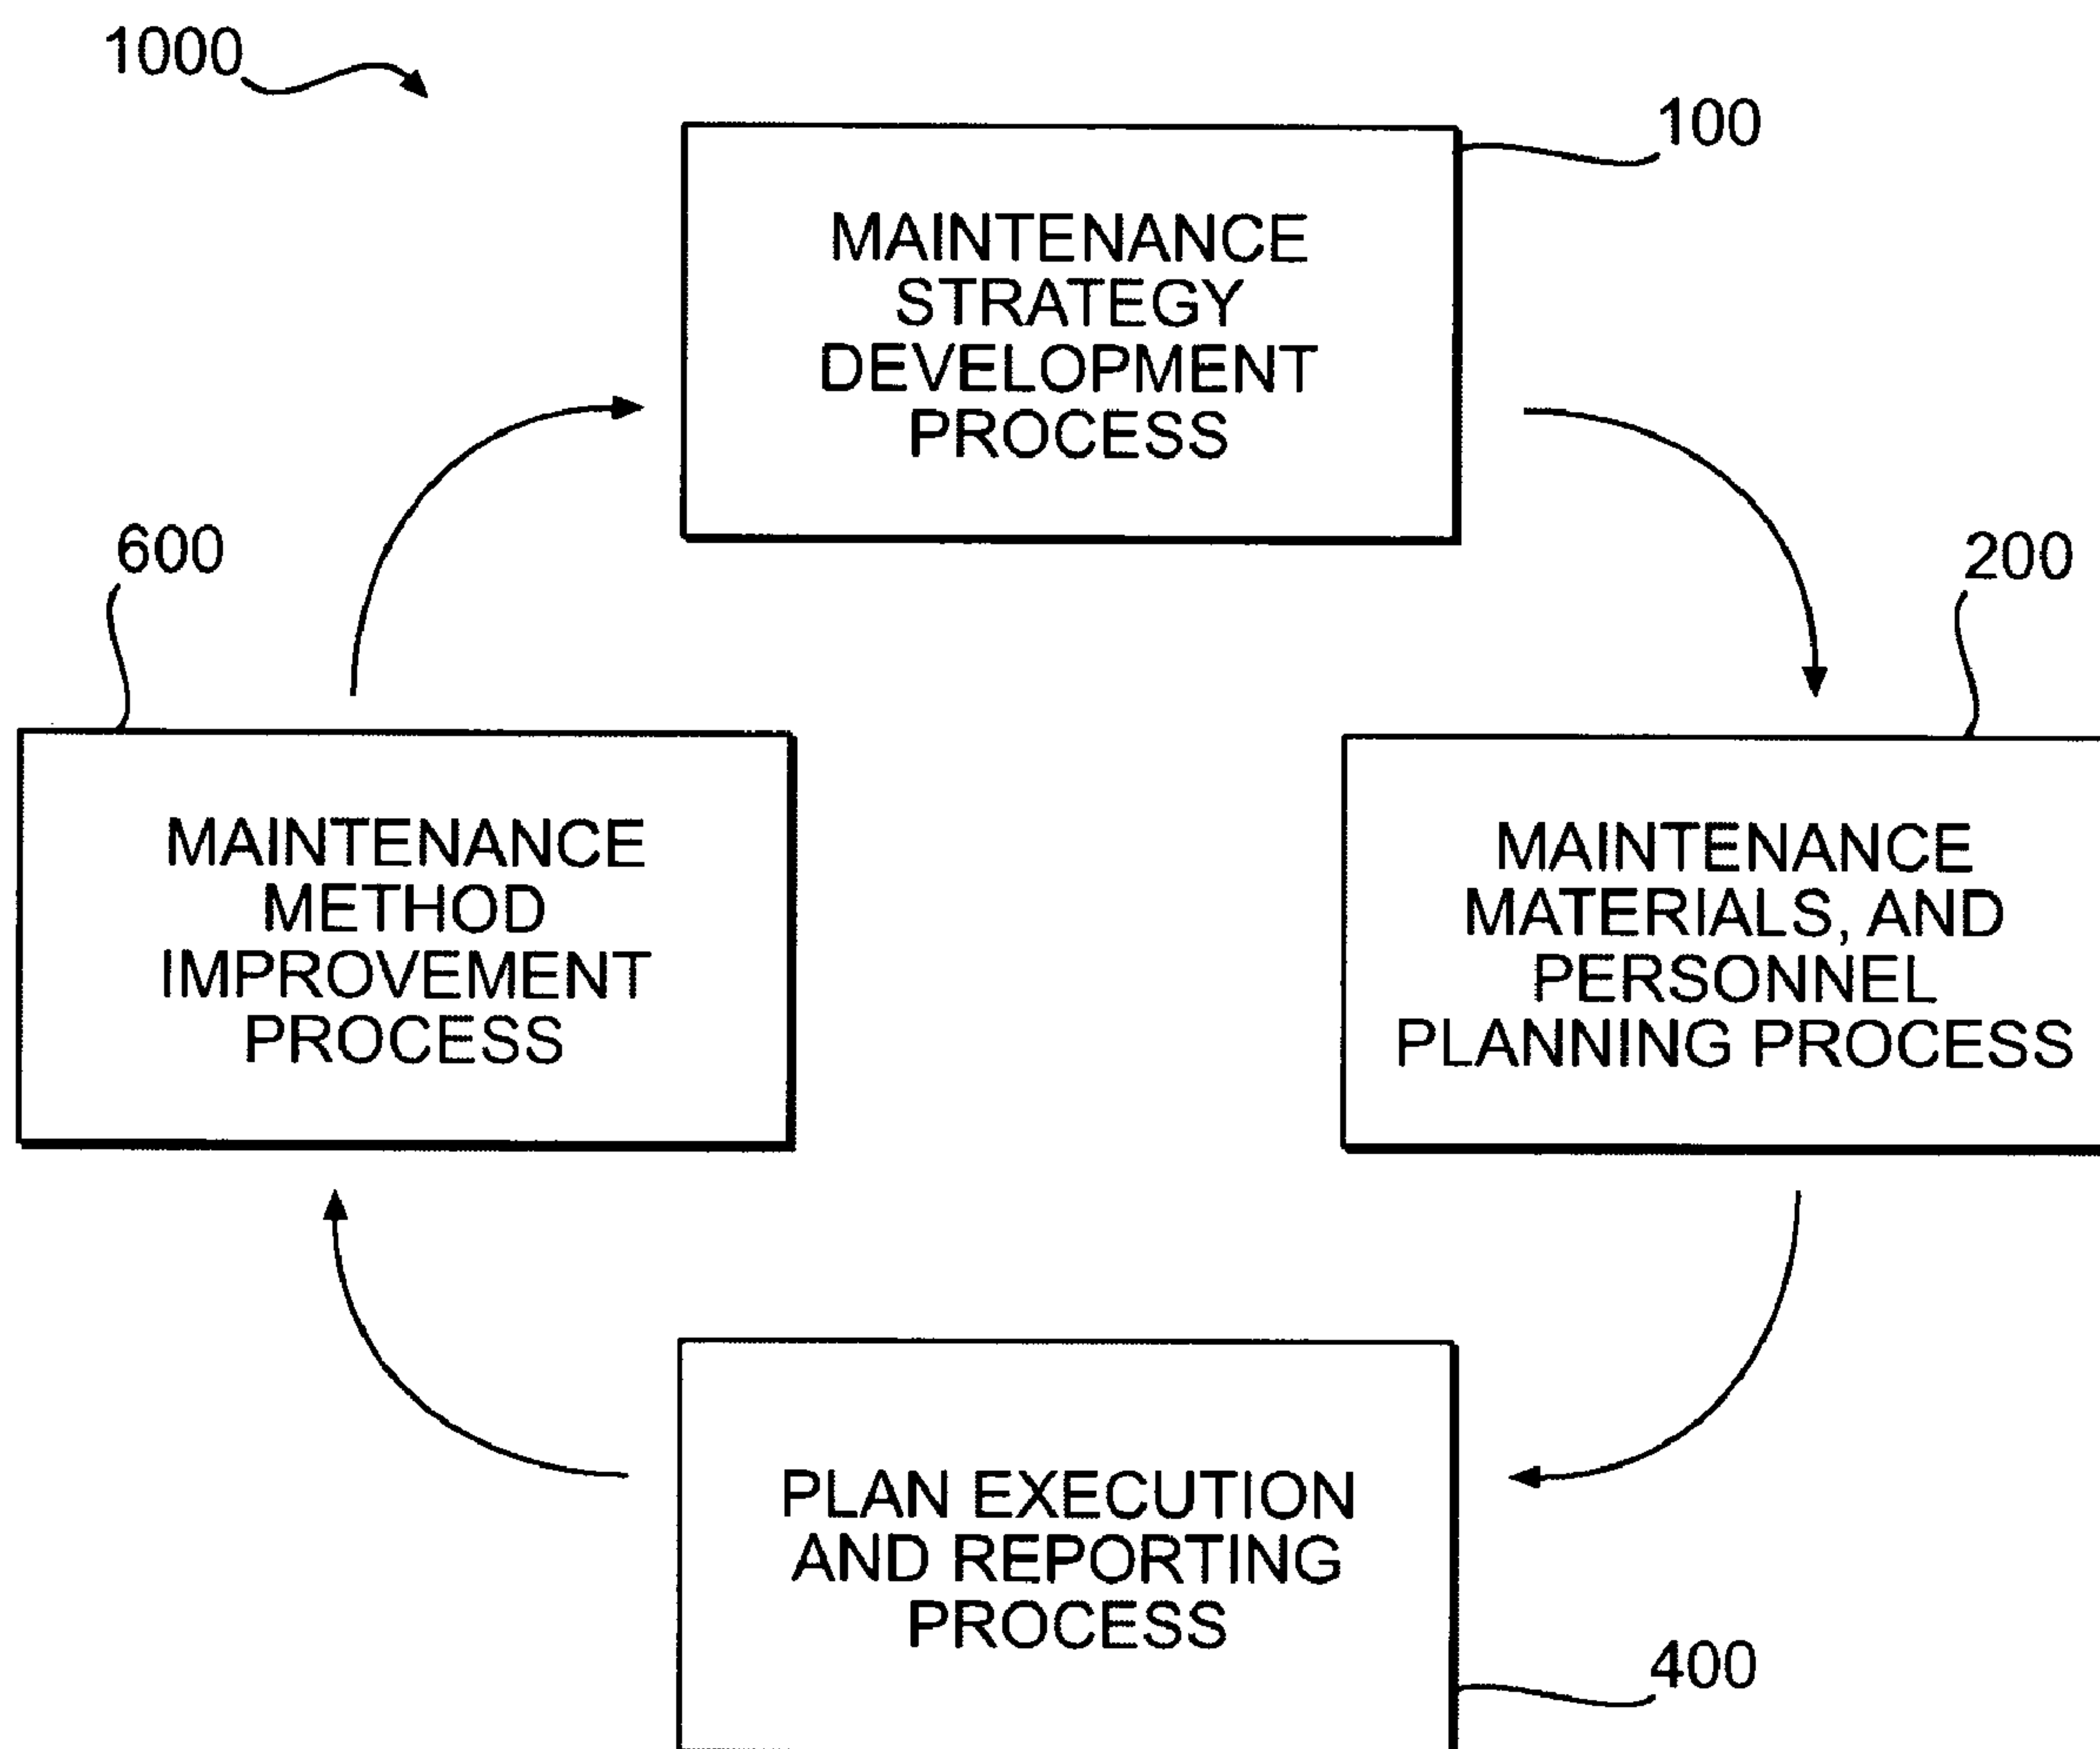 1000
100
MAINTENANCE
STRATEGY
DEVELOPMENT
PROCESS
600
200
MAINTENANCE
METHOD
IMPROVEMENT
PROCESS
MAINTENANCE
MATERIALS, AND
PERSONNEL
PLANNING PROCESS
PLAN EXECUTION
AND REPORTING
PROCESS
400